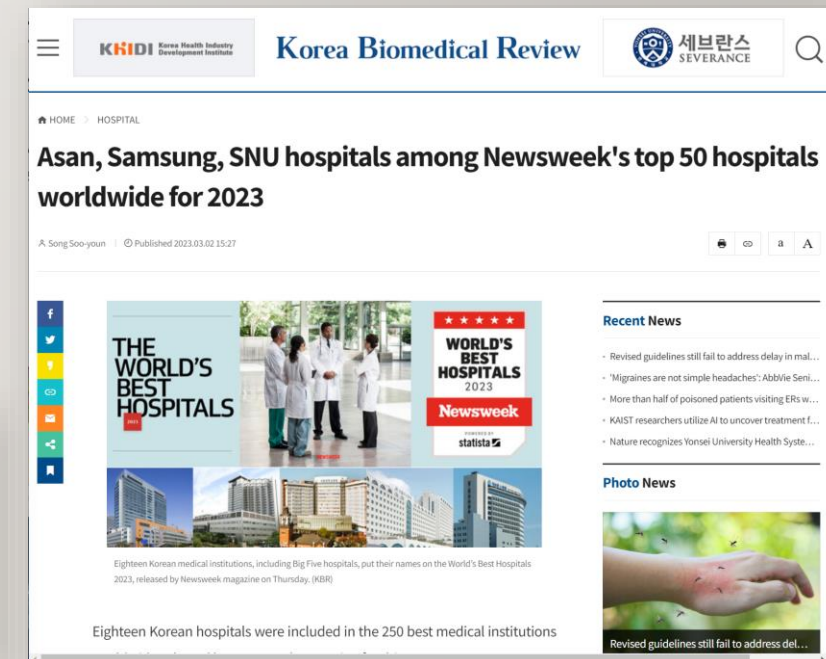 KHIDI Korea Health Industry
Development Institute
Korea Biomedical Review
세브란스
SEVERANCE
HOME > HOSPITAL
Asan, Samsung, SNU hospitals among Newsweek's top 50 hospitals
worldwide for 2023
Song Soo-youn | Published 2023.03.02 15:27
a A
THE
WORLD'S
BEST
HOSPITALS
2023
NEWSWEEK
WORLD'S
BEST
HOSPITALS
2023
Newsweek
POWERED BY
statista
Eighteen Korean medical institutions, including Big Five hospitals, put their names on the World's Best Hospitals
2023, released by Newsweek magazine on Thursday. (KBR)
Eighteen Korean hospitals were included in the 250 best medical institutions
Recent News
Revised guidelines still fail to address delay in mal...
'Migraines are not simple headaches': AbbVie Seni...
More than half of poisoned patients visiting ERs w...
KAIST researchers utilize AI to uncover treatment f...
Nature recognizes Yonsei University Health Syste...
Photo News
Revised guidelines still fail to address del...